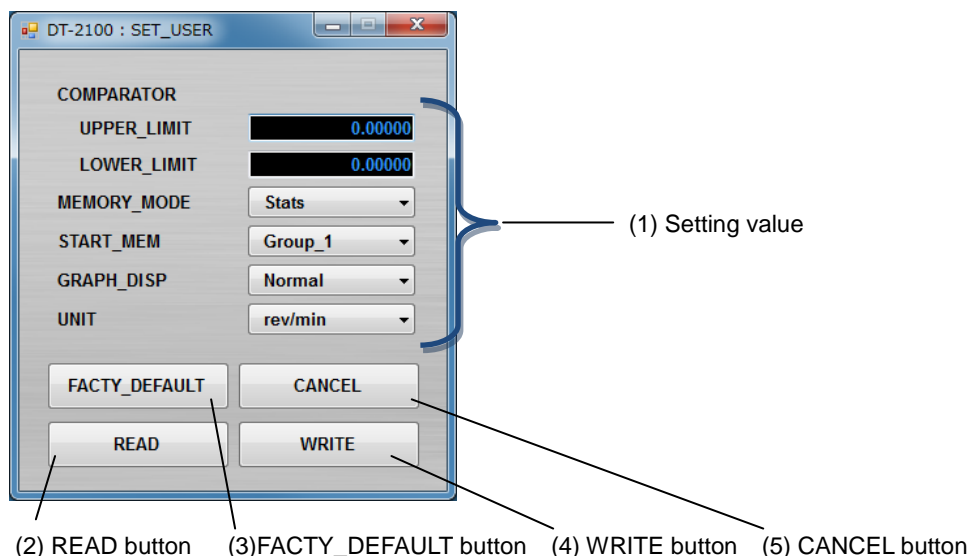 DT-2100 : SET_USER
COMPARATOR
UPPER_LIMIT 0.00000
LOWER_LIMIT 0.00000
MEMORY_MODE Stats
START_MEM Group_1
GRAPH_DISP Normal
UNIT rev/min
(1) Setting value
FACTY_DEFAULT CANCEL
READ WRITE
(2) READ button (3)FACTY_DEFAULT button (4) WRITE button (5) CANCEL button